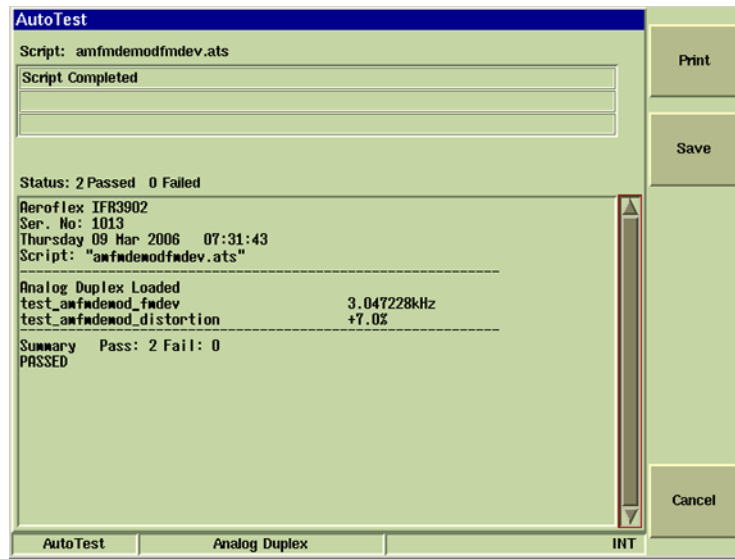 AutoTest
Script: amfmdemodfmdev.ats
Script Completed
Status: 2 Passed 0 Failed
Aeroflex IFR3902
Ser. No: 1013
Thursday 09 Mar 2006 07:31:43
Script: "amfmdemodfmdev.ats"
--------------------------------------------------
Analog Duplex Loaded
test_amfmdemod_fmdev 3.047228kHz
test_amfmdemod_distortion +7.0%
--------------------------------------------------
Summary Pass: 2 Fail: 0
PASSED
Print
Save
Cancel
AutoTest Analog Duplex INT